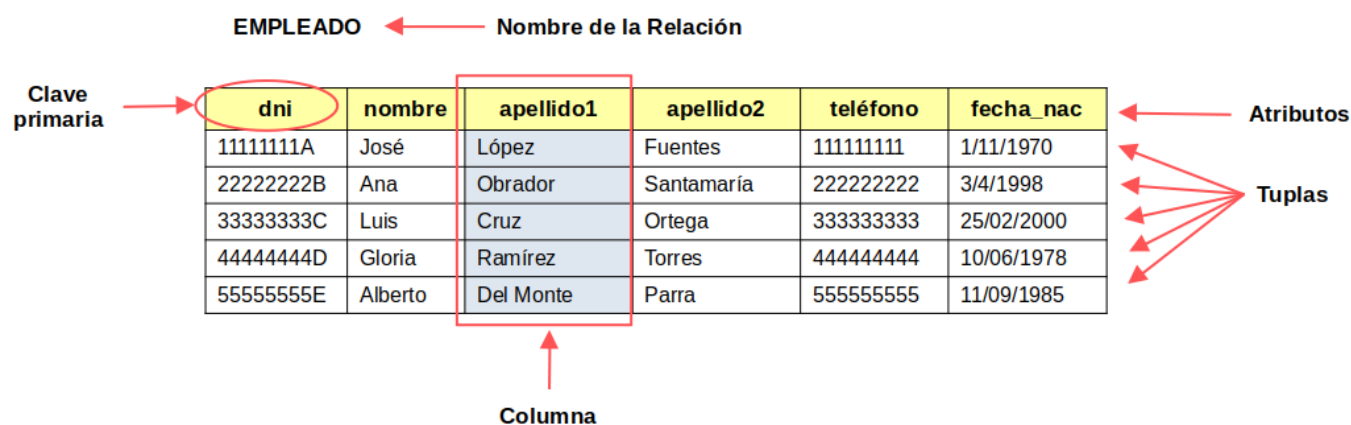 EMPLEADO Nombre de la Relación
Clave
primaria
dni nombre apellido1 apellido2 teléfono fecha_nac
Atributos
11111111A José López Fuentes 111111111 1/11/1970
22222222B Ana Obrador Santamaría 222222222 3/4/1998
Tuplas
33333333C Luis Cruz Ortega 333333333 25/02/2000
44444444D Gloria Ramírez Torres 444444444 10/06/1978
55555555E Alberto Del Monte Parra 555555555 11/09/1985
Columna